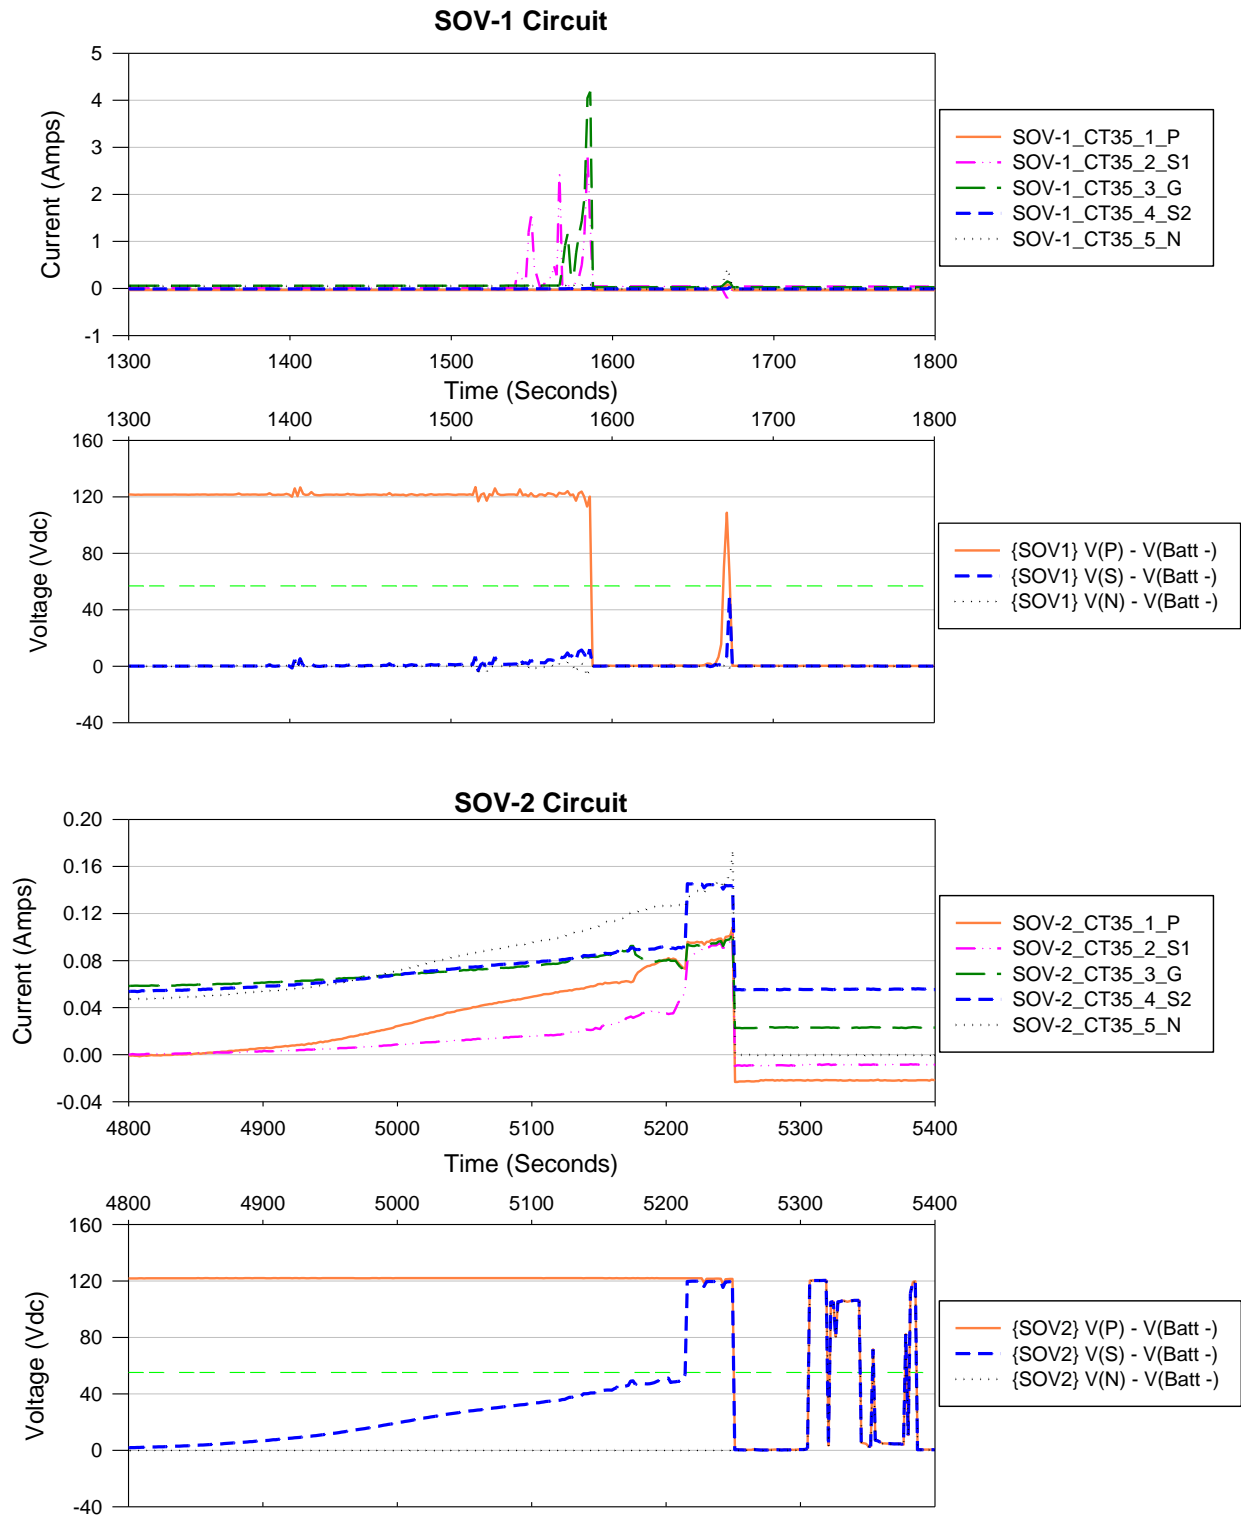 SOV-1 Circuit
5
4
3
2
1
0
-1
Current (Amps)
1300 1400 1500 1600 1700 1800
Time (Seconds)
SOV-1_CT35_1_P
SOV-1_CT35_2_S1
SOV-1_CT35_3_G
SOV-1_CT35_4_S2
SOV-1_CT35_5_N
1300 1400 1500 1600 1700 1800
160
120
80
40
0
-40
Voltage (Vdc)
{SOV1} V(P) - V(Batt -)
{SOV1} V(S) - V(Batt -)
{SOV1} V(N) - V(Batt -)
SOV-2 Circuit
0.20
0.16
0.12
0.08
0.04
0.00
-0.04
Current (Amps)
4800 4900 5000 5100 5200 5300 5400
Time (Seconds)
SOV-2_CT35_1_P
SOV-2_CT35_2_S1
SOV-2_CT35_3_G
SOV-2_CT35_4_S2
SOV-2_CT35_5_N
4800 4900 5000 5100 5200 5300 5400
160
120
80
40
0
-40
Voltage (Vdc)
{SOV2} V(P) - V(Batt -)
{SOV2} V(S) - V(Batt -)
{SOV2} V(N) - V(Batt -)